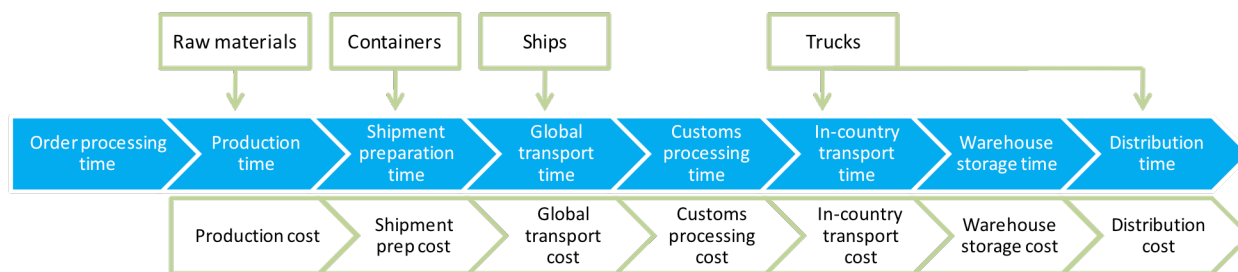 Raw materials
Containers
Ships
Trucks
Order processing
time
Production
time
Shipment
preparation
time
Global
transport
time
Customs
processing
time
In-country
transport
time
Warehouse
storage time
Distribution
time
Production cost
Shipment
prep cost
Global
transport
cost
Customs
processing
cost
In-country
transport
cost
Warehouse
storage cost
Distribution
cost